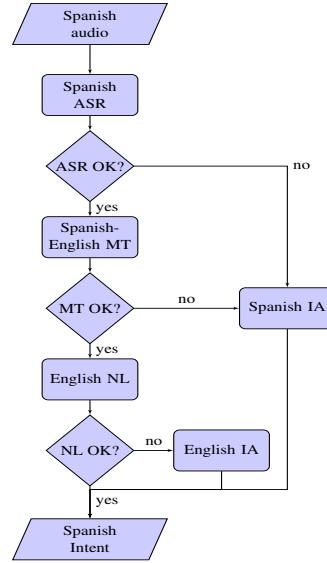 Spanish
audio
Spanish
ASR
ASR OK?
no
yes
Spanish-
English MT
MT OK?
no
Spanish IA
yes
English NL
NL OK?
no
English IA
yes
Spanish
Intent